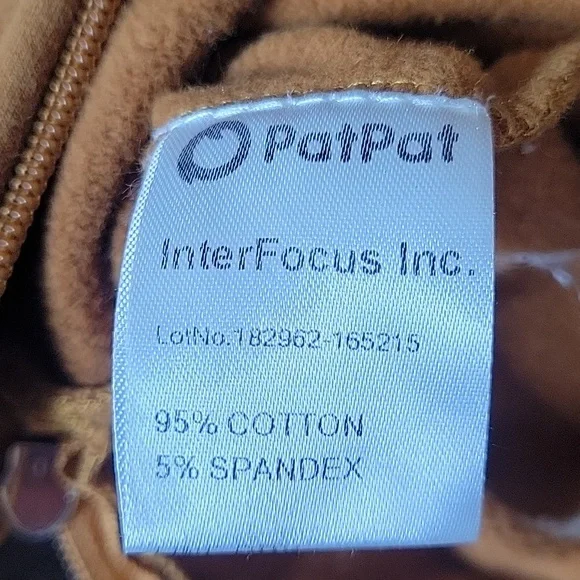 PatPat
InterFocus Inc.
LotNo.182962-165215
95% COTTON
5% SPANDEX